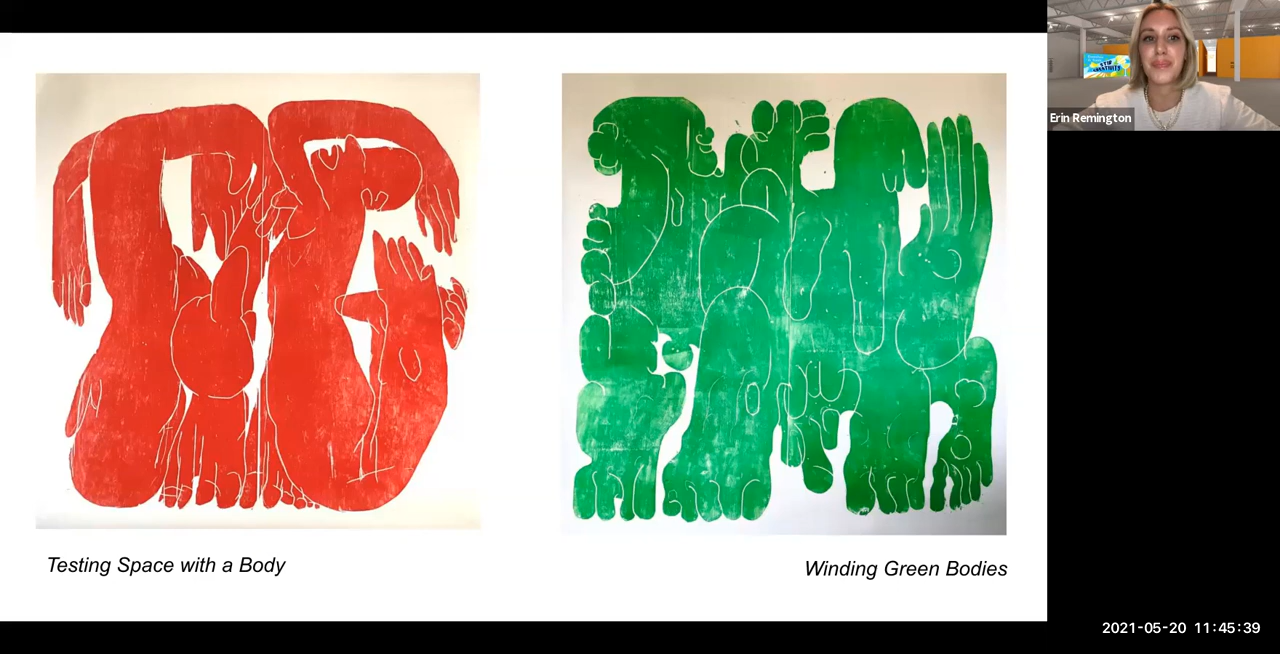 Erin Remington
Testing Space with a Body
Winding Green Bodies
2021-05-20 11:45:39